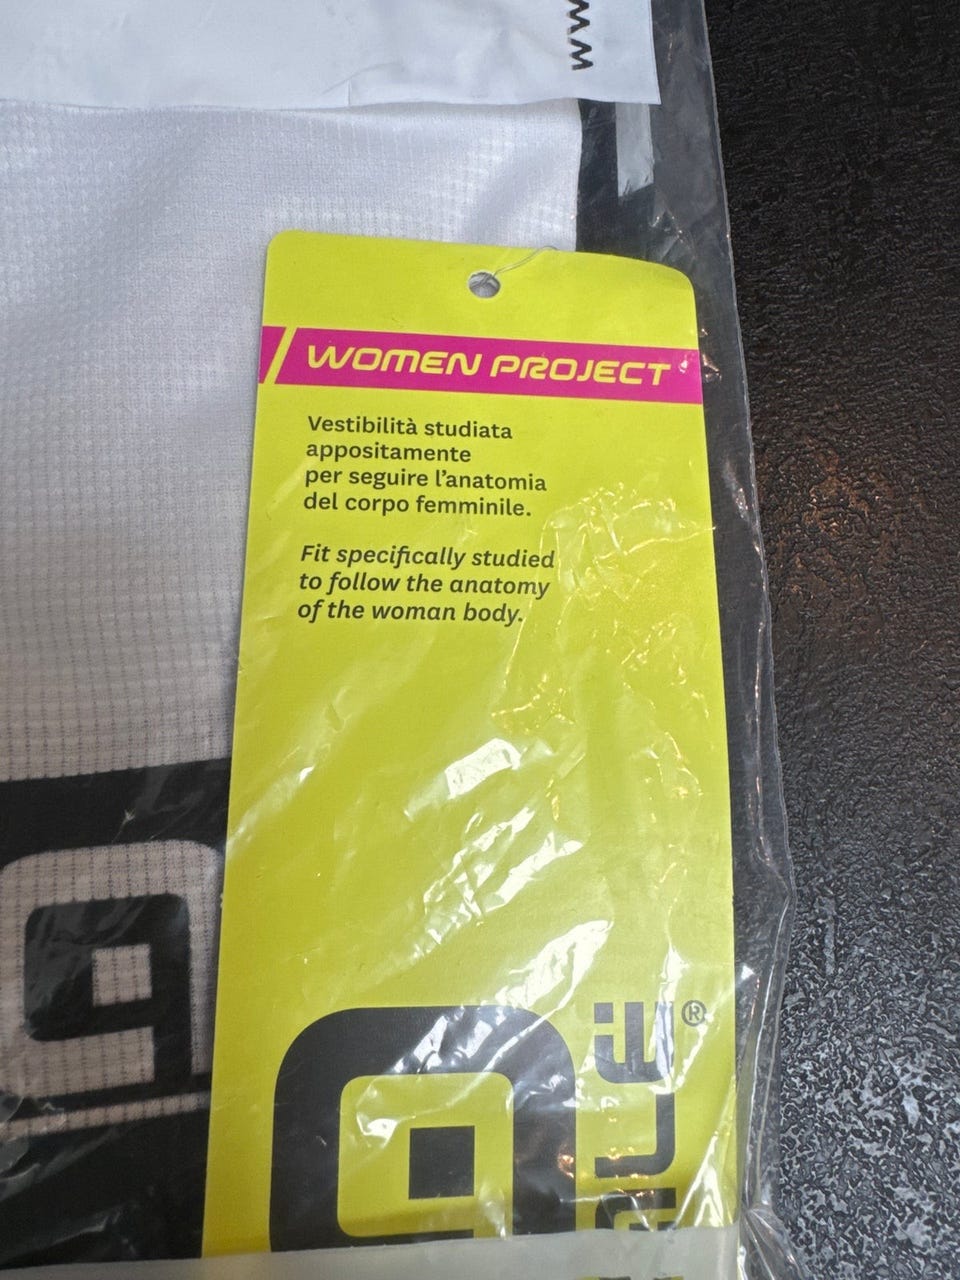 WOMEN PROJECT
Vestibilità studiata
appositamente
per seguire l'anatomia
del corpo femminile.
Fit specifically studied
to follow the anatomy
of the woman body.
®